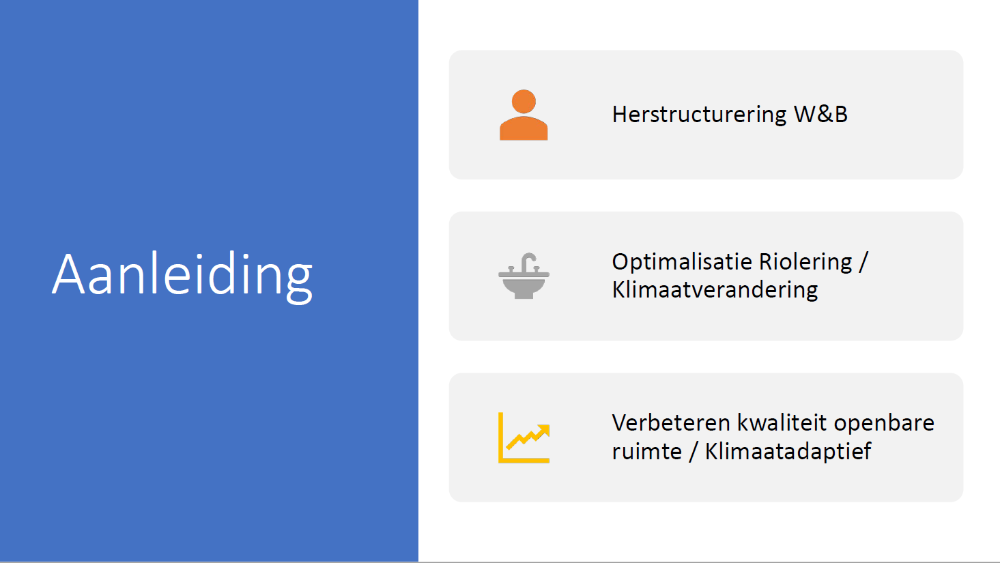 Aanleiding
Herstructurering W&B
Optimalisatie Riolering /
Klimaatverandering
Verbeteren kwaliteit openbare
ruimte / Klimaatadaptief